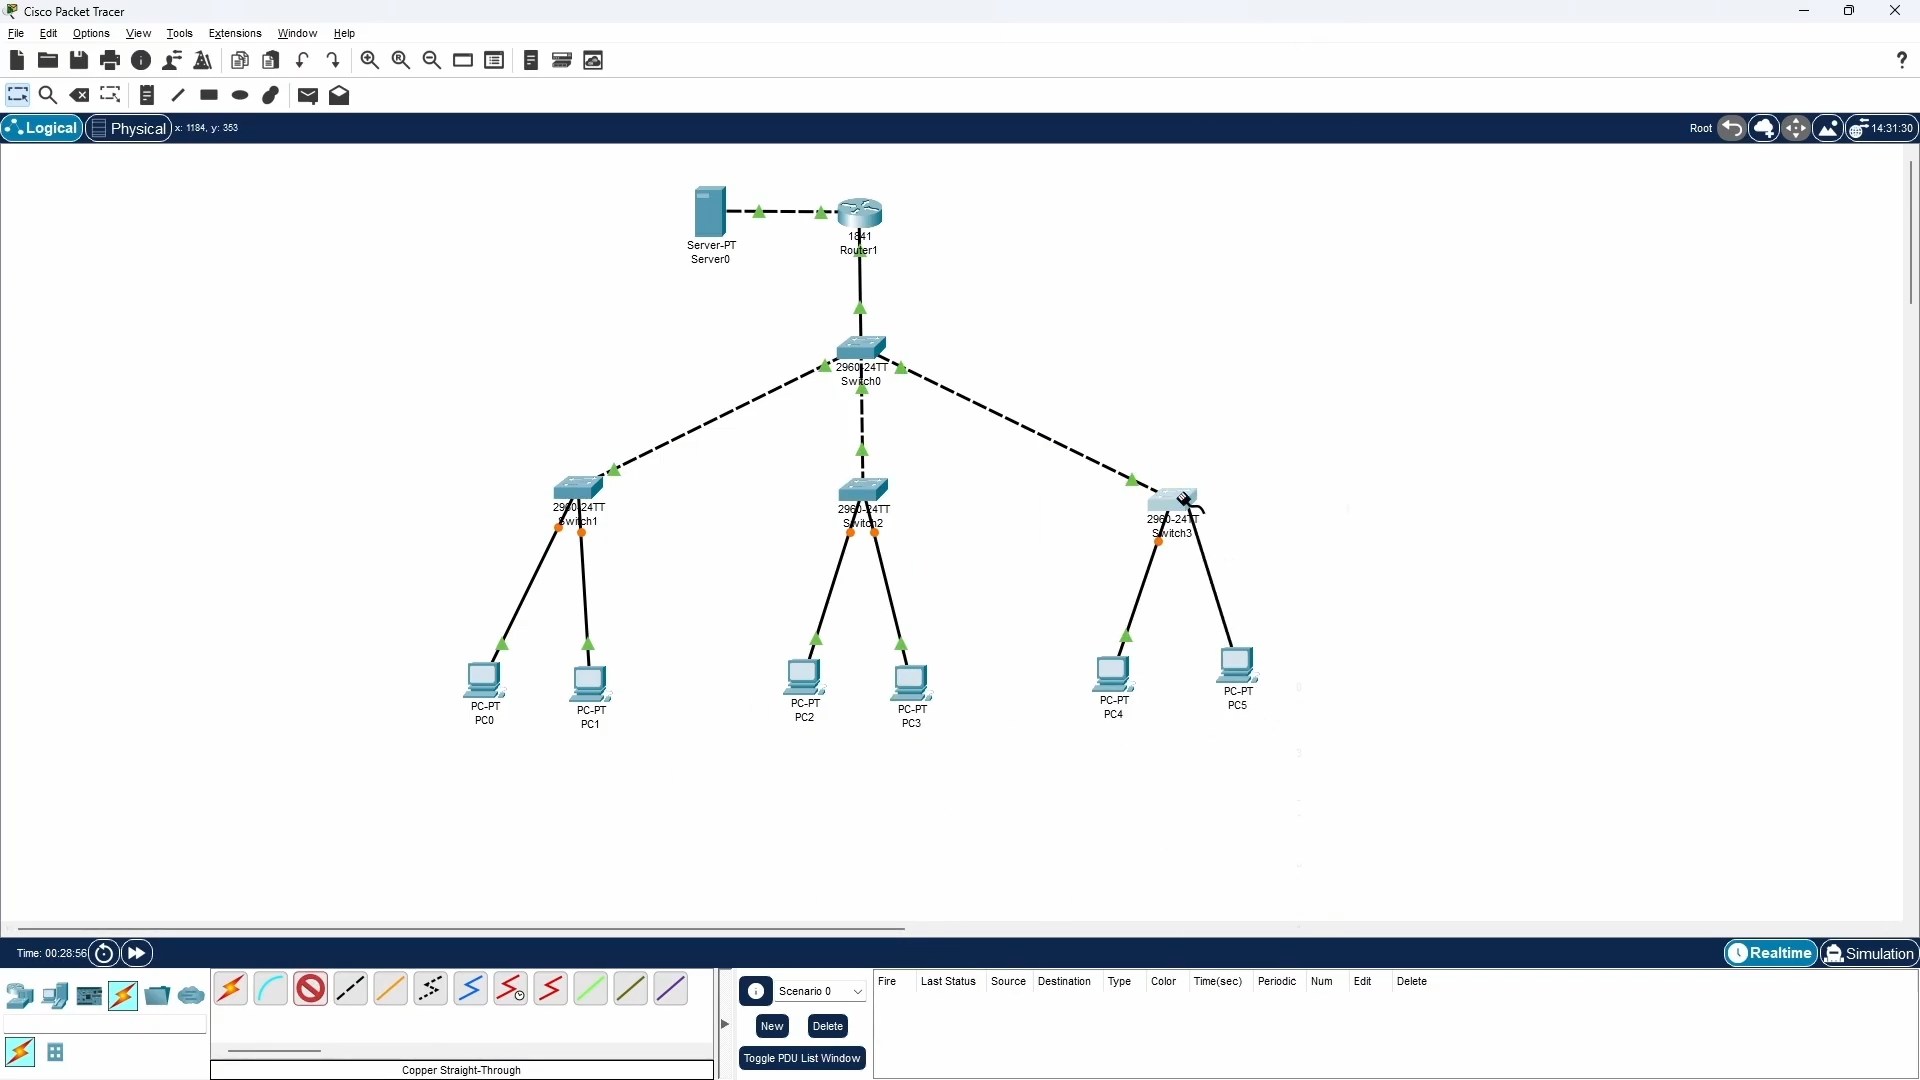 Cisco Packet Tracer
File Edit Options View Tools Extensions Window Help
Logical Physical x: 1184, y: 353 Root 14:31:30
Server-PT
Server0
1841
Router1
2960-24TT
Switch0
2960-24TT
Switch1
2960-24TT
Switch2
2960-24TT
Switch3
PC-PT
PC0
PC-PT
PC1
PC-PT
PC2
PC-PT
PC3
PC-PT
PC4
PC-PT
PC5
Time: 00:28:56 Realtime Simulation
Scenario 0
New Delete
Toggle PDU List Window
Fire Last Status Source Destination Type Color Time(sec) Periodic Num Edit Delete
Copper Straight-Through